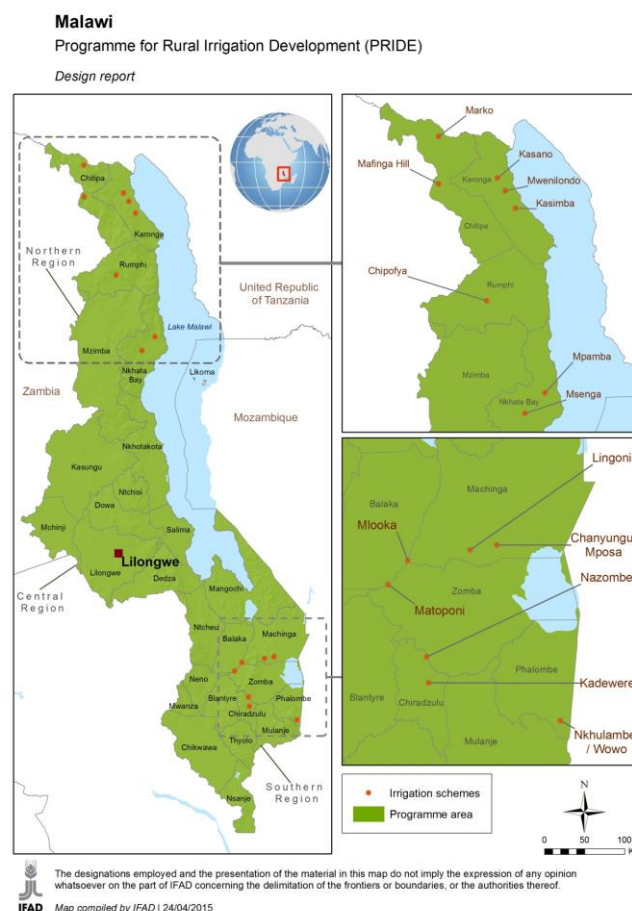 Malawi
Programme for Rural Irrigation Development (PRIDE)
Design report
Chitipa
Karonga
Northern
Region
Rumphi
United Republic
of Tanzania
Lake Malawi
Mzimba
Nkhata
Bay
Likoma
Zambia
Mozambique
Nkhotakota
Kasungu
Ntchisi
Dowa
Mchinji
Salima
Lilongwe
Lilongwe
Dedza
Central
Region
Mangochi
Ntcheu
Balaka
Machinga
Neno
Zomba
Blantyre
Phalombe
Mwanza
Chiradzulu
Mulanje
Thyolo
Chikwawa
Southern
Region
Nsanje
Marko
Kasano
Mafinga Hill
Karonga
Mwenilondo
Kasimba
Chitipa
Chipofya
Rumphi
Mpamba
Mzimba
Msenga
Nkhata Bay
Lingoni
Machinga
Balaka
Mlooka
Chanyungu
Mposa
Nazombe
Zomba
Matoponi
Phalombe
Kadewere
Blantyre
Chiradzulu
Nkhulambe
/ Wowo
Mulanje
Irrigation schemes
Programme area
N
0 50 100
K
The designations employed and the presentation of the material in this map do not imply the expression of any opinion
whatsoever on the part of IFAD concerning the delimitation of the frontiers or boundaries, or the authorities thereof.
IFAD
Map compiled by IFAD | 24/04/2015